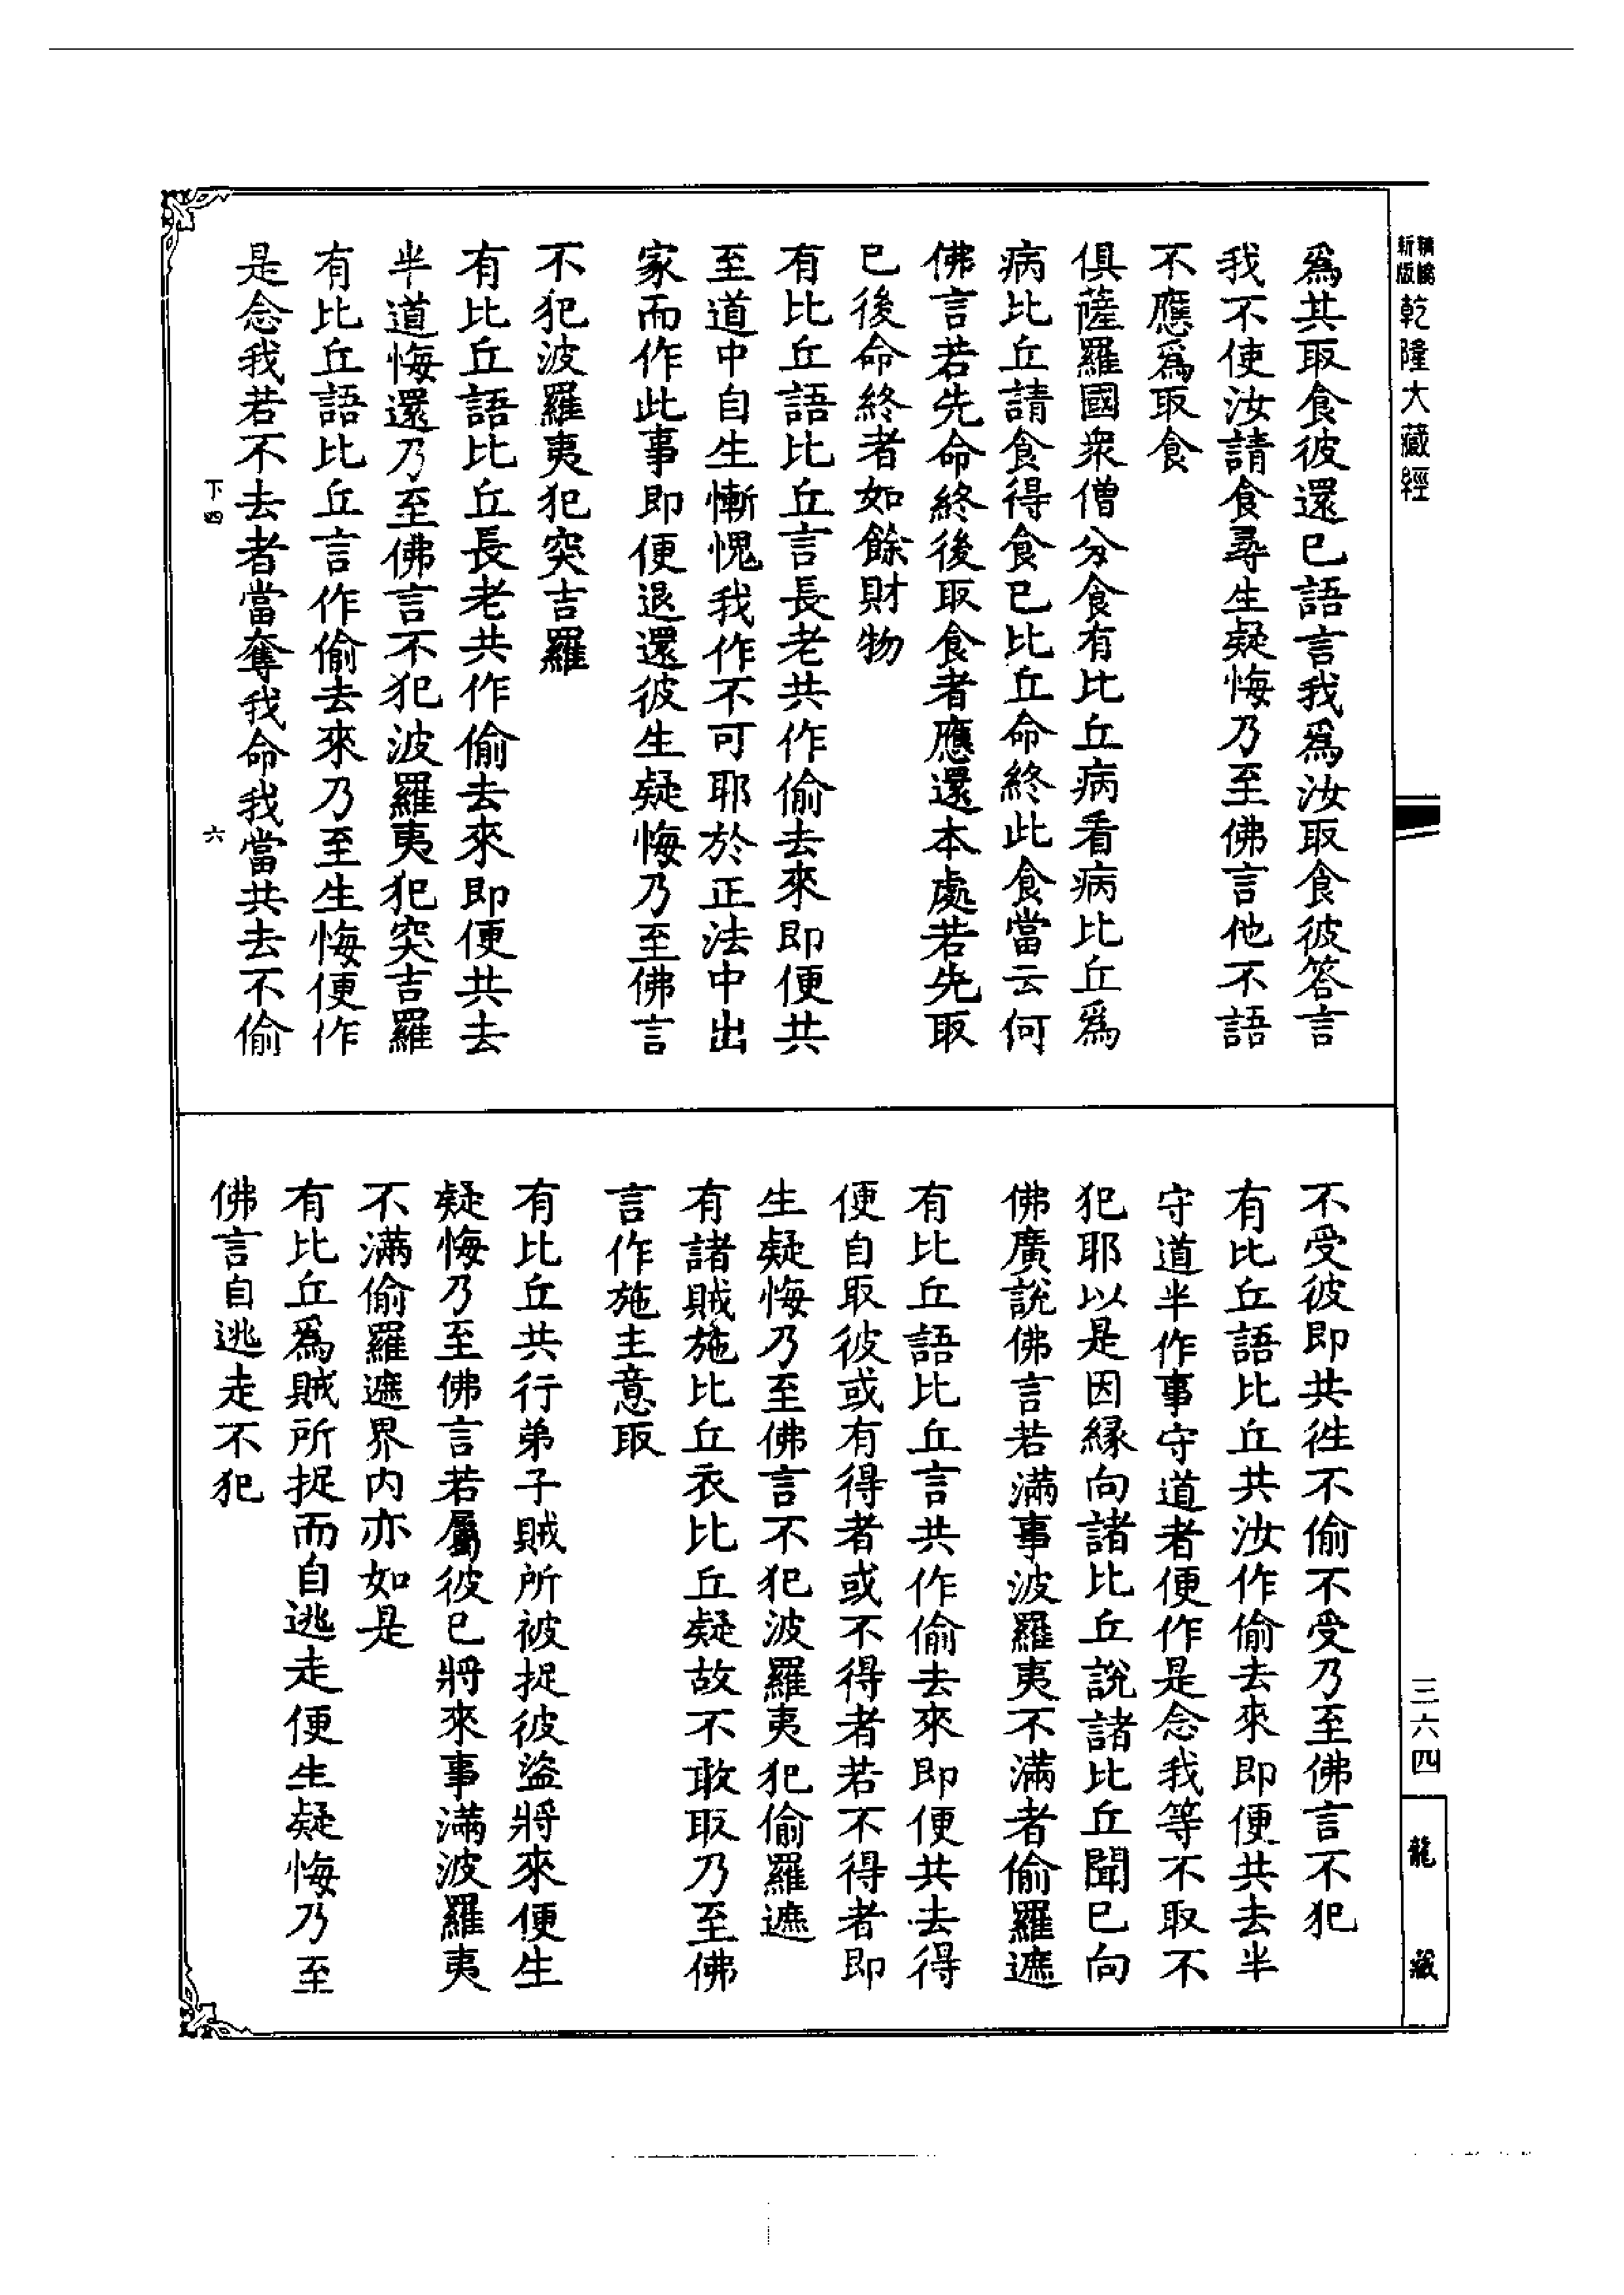 新版
精編
乾隆大藏經
爲其取食彼還已語言我爲汝取食彼答言
我不使汝請食尋生疑悔乃至佛言他不語
不應爲取食
俱薩羅國衆僧分食有比丘病看病比丘爲
病比丘請食得食已比丘命終此食當云何
佛言若先命終後取食者應還本處若先取
已後命終者如餘財物
有比丘語比丘言長老共作偷去來即便共
至道中自生慚愧我作不可耶於正法中出
家而作此事即便退還彼生疑悔乃至佛言
不犯波羅夷犯突吉羅
有比丘語比丘長老共作偷去來即便共去
半道悔還乃至佛言不犯波羅夷犯突吉羅
有比丘語比丘言作偷去來乃至生悔便作
是念我若不去者當奪我命我當共去不偷
下四
六
不受彼即共徃不偷不受乃至佛言不犯
有比丘語比丘共汝作偷去來即便共去半
守道半作事守道者便作是念我等不取不
犯耶以是因緣向諸比丘說諸比丘聞已向
佛廣說佛言若滿事波羅夷不滿者偷羅遮
有比丘語比丘言共作偷去來即便共去得
便自取彼或有得者或不得者若不得者即
生疑悔乃至佛言不犯波羅夷犯偷羅遮
有諸賊施比丘衣比丘疑故不敢取乃至佛
言作施主意取
有比丘共行弟子賊所被捉彼盜將來便生
疑悔乃至佛言若屬彼已將來事滿波羅夷
不滿偷羅遮界内亦如是
有比丘爲賊所捉而自逃走便生疑悔乃至
佛言自逃走不犯
三六四
龍藏